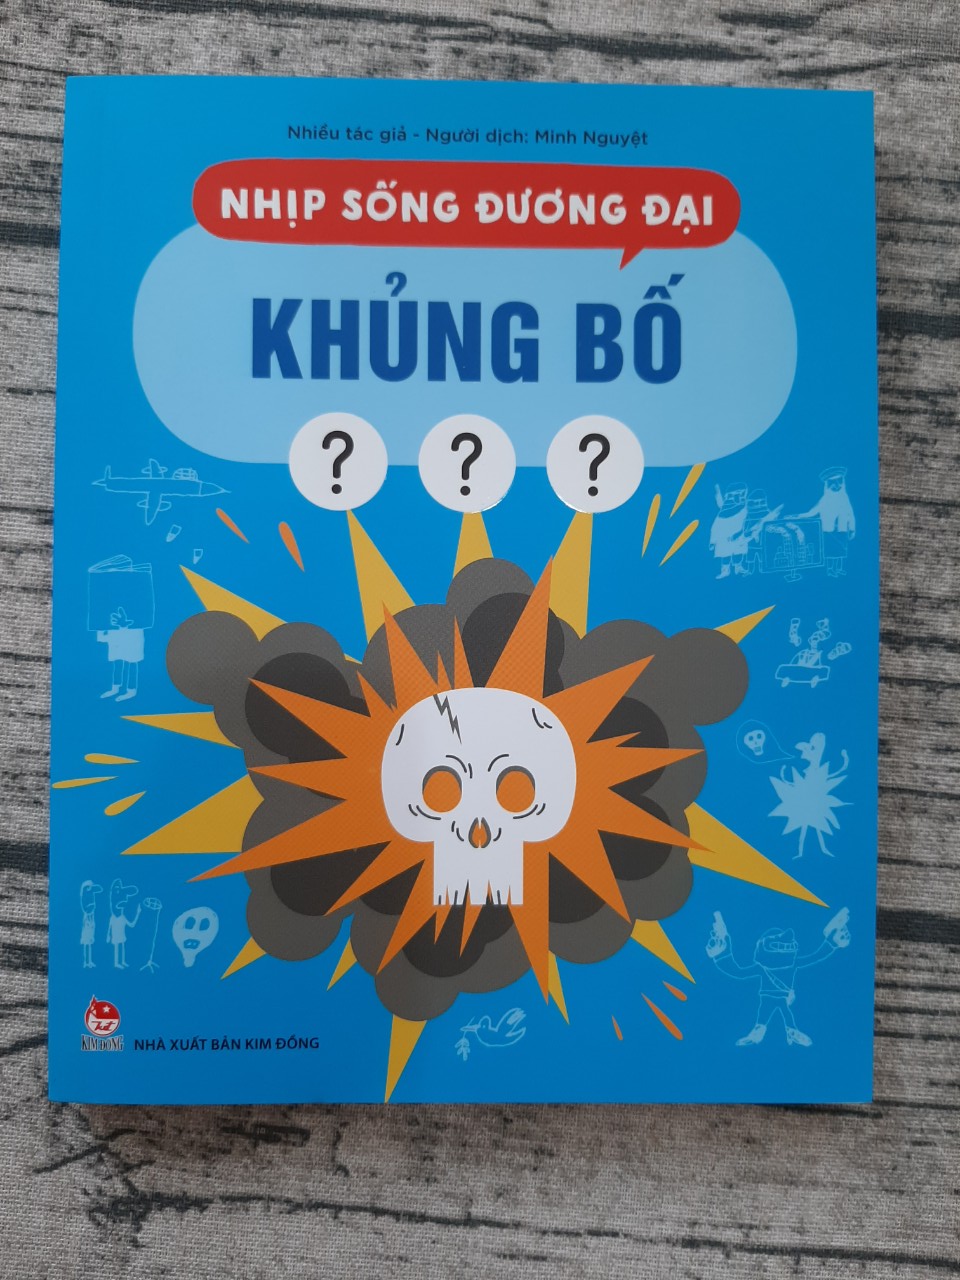 Nhiều tác giả - Người dịch: Minh Nguyệt
NHỊP SỐNG ĐƯƠNG ĐẠI
KHỦNG BỐ
? ? ?
KIM ĐỒNG
NHÀ XUẤT BẢN KIM ĐỒNG